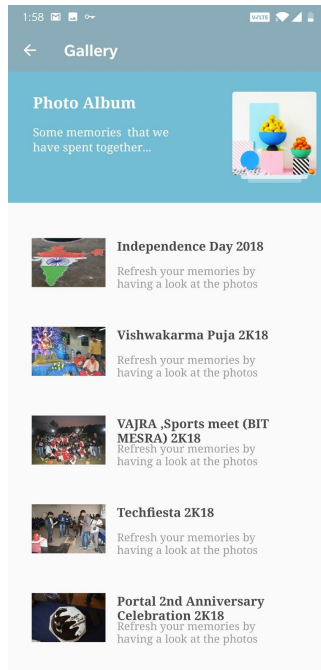 1:58
VoLTE
Gallery
Photo Album
Some memories  that we
have spent together...
Independence Day 2018
Refresh your memories by
having a look at the photos
Vishwakarma Puja 2K18
Refresh your memories by
having a look at the photos
VAJRA ,Sports meet (BIT
MESRA) 2K18
Refresh your memories by
having a look at the photos
Techfiesta 2K18
Refresh your memories by
having a look at the photos
Portal 2nd Anniversary
Celebration 2K18
Refresh your memories by
having a look at the photos